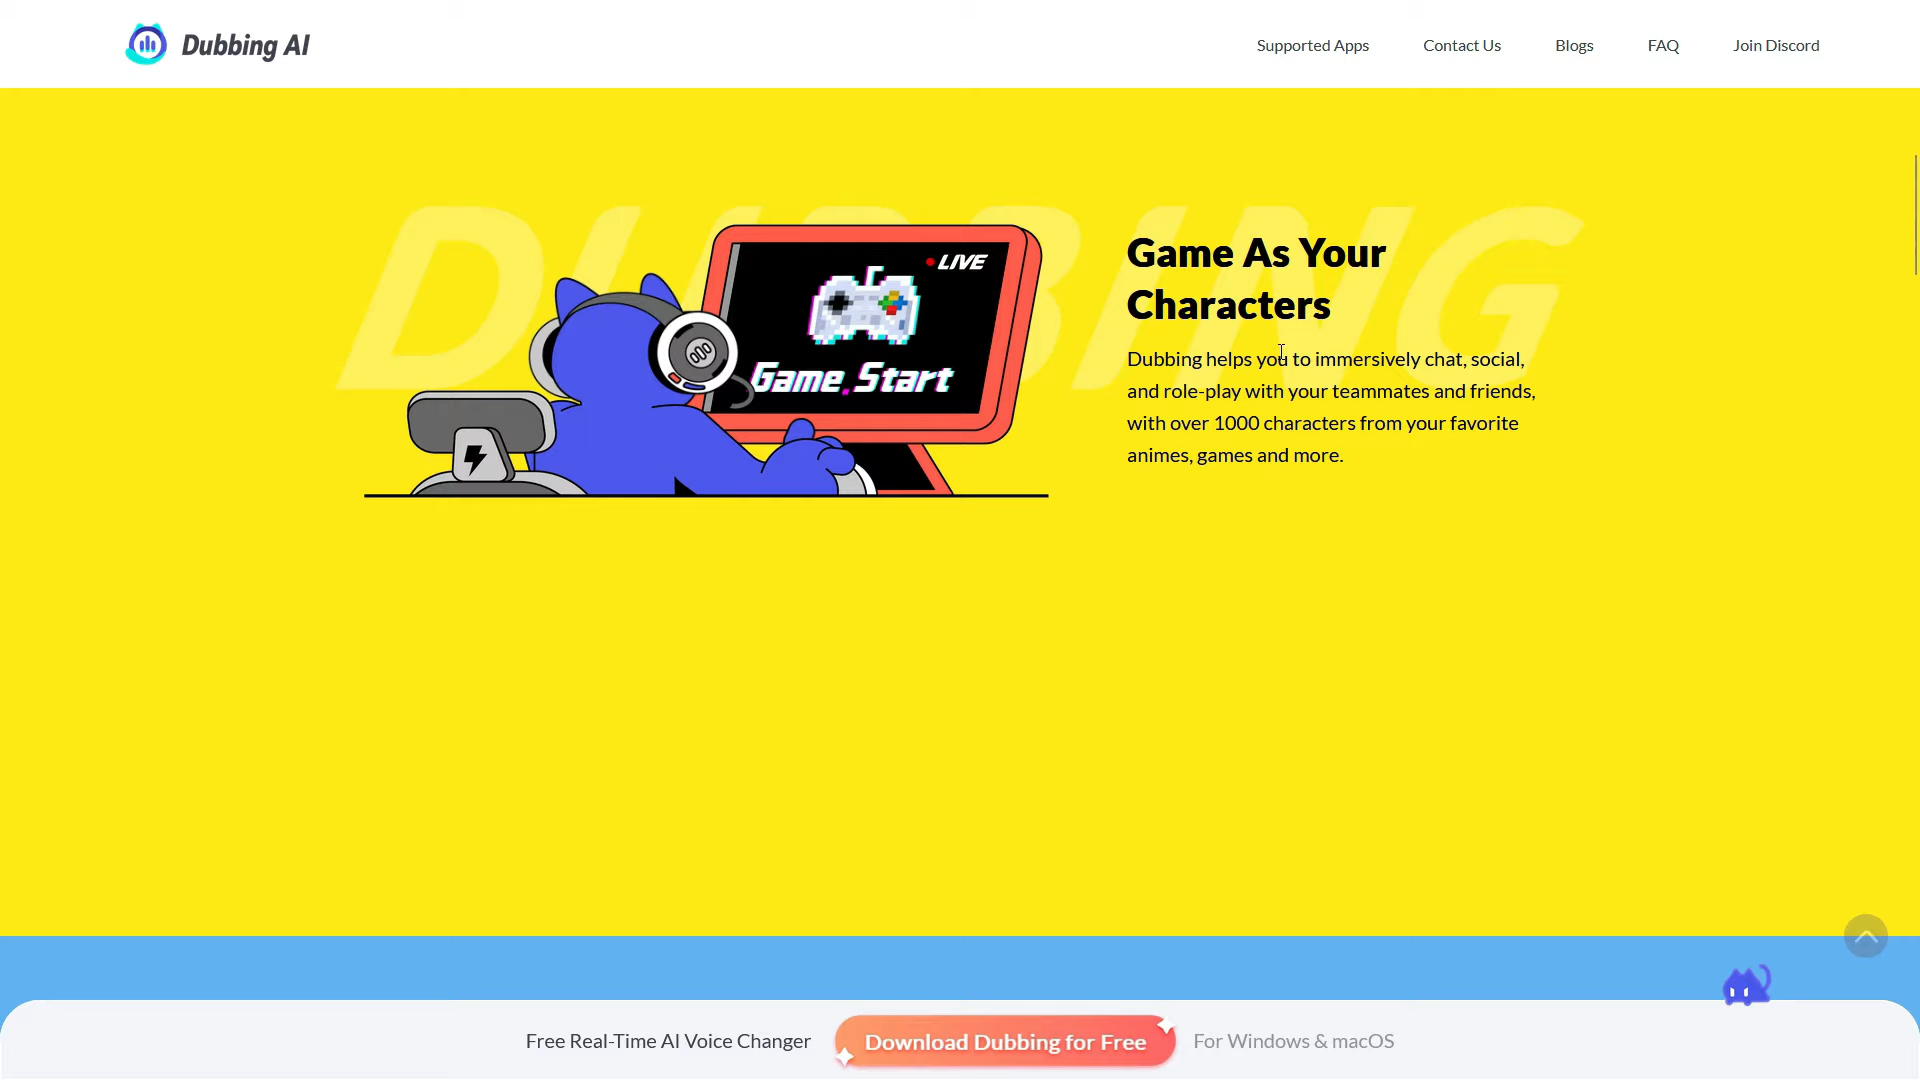 Dubbing AI
Supported Apps
Contact Us
Blogs
FAQ
Join Discord
DUBBING
LIVE
Game.Start
Game As Your
Characters
Dubbing helps you to immersively chat, social,
and role-play with your teammates and friends,
with over 1000 characters from your favorite
animes, games and more.
Free Real-Time AI Voice Changer
Download Dubbing for Free
For Windows & macOS